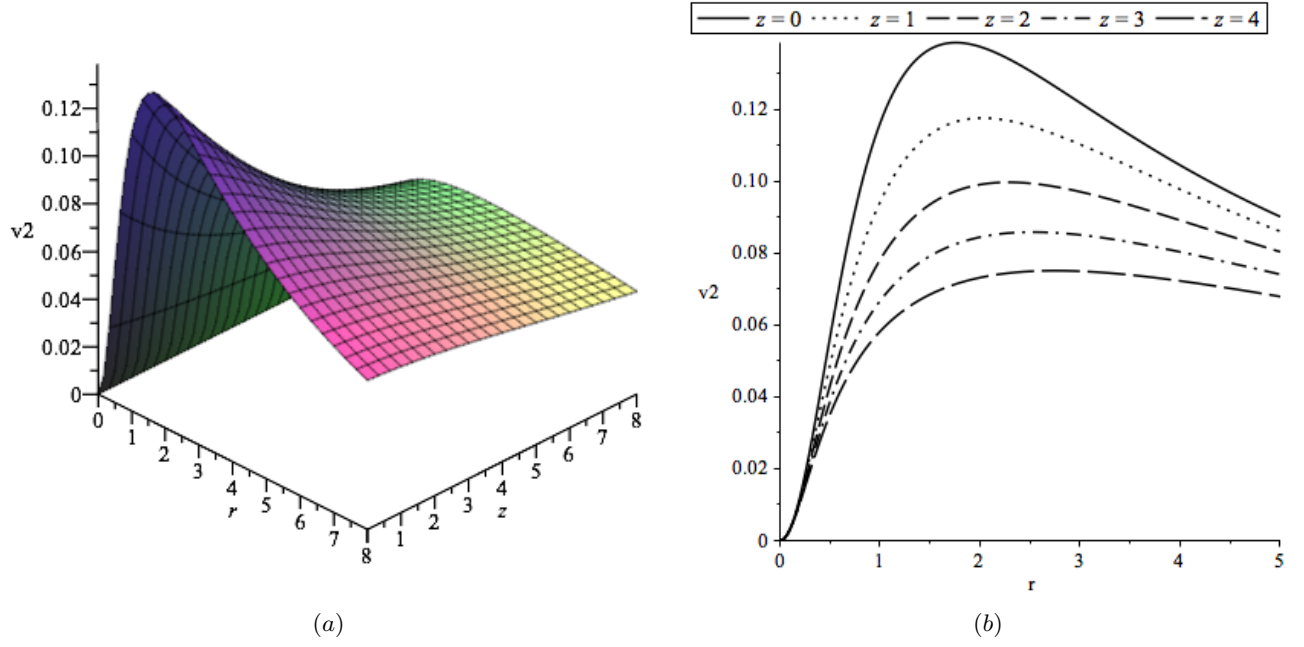 z = 0 z = 1 z = 2 z = 3 z = 4
0.12
0.10
0.08
v2
0.06
0.04
0.02
0
0 1 2 3 4 5 6 7 8
r
1 2 3 4 5 6 7 8
z
0.12
0.10
0.08
v2
0.06
0.04
0.02
0
0 1 2 3 4 5
r
(a) (b)